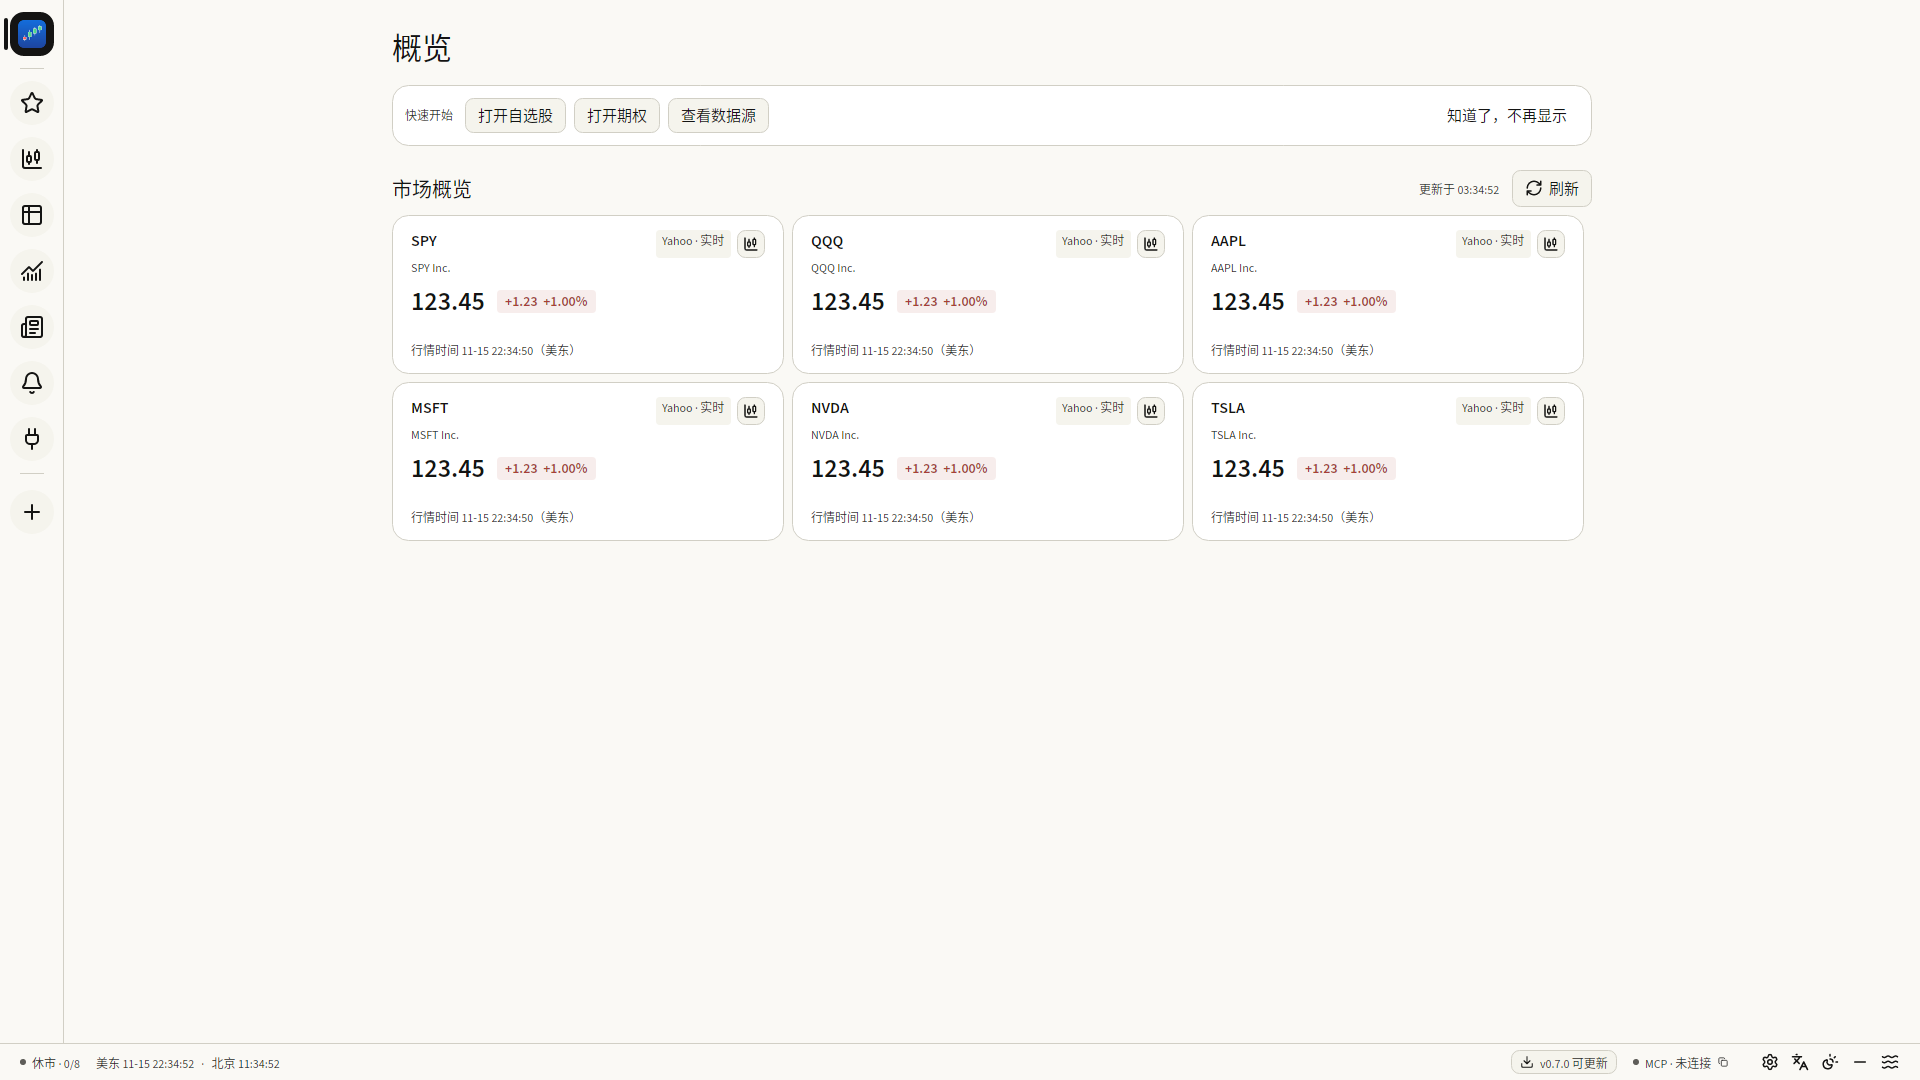 概览
快速开始 打开自选股 打开期权 查看数据源 知道了，不再显示
市场概览 更新于 03:34:52 刷新
SPY Yahoo · 实时
SPY Inc.
123.45 +1.23 +1.00%
行情时间 11-15 22:34:50（美东）
QQQ Yahoo · 实时
QQQ Inc.
123.45 +1.23 +1.00%
行情时间 11-15 22:34:50（美东）
AAPL Yahoo · 实时
AAPL Inc.
123.45 +1.23 +1.00%
行情时间 11-15 22:34:50（美东）
MSFT Yahoo · 实时
MSFT Inc.
123.45 +1.23 +1.00%
行情时间 11-15 22:34:50（美东）
NVDA Yahoo · 实时
NVDA Inc.
123.45 +1.23 +1.00%
行情时间 11-15 22:34:50（美东）
TSLA Yahoo · 实时
TSLA Inc.
123.45 +1.23 +1.00%
行情时间 11-15 22:34:50（美东）
休市 · 0/8 美东 11-15 22:34:52 · 北京 11:34:52 v0.7.0 可更新 MCP · 未连接